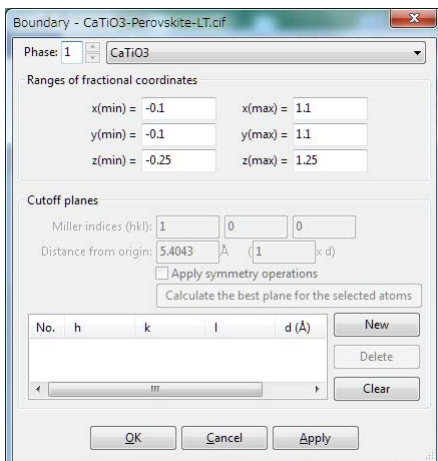 Boundary - CaTiO3-Perovskite-LT.cif
Phase: 1 CaTiO3
Ranges of fractional coordinates
x(min) = -0.1 x(max) = 1.1
y(min) = -0.1 y(max) = 1.1
z(min) = -0.25 z(max) = 1.25
Cutoff planes
Miller indices (hkl): 1 0 0
Distance from origin: 5.4043 Å (1 x d)
Apply symmetry operations
Calculate the best plane for the selected atoms
No. h k l d (Å) New
Delete
Clear
OK Cancel Apply